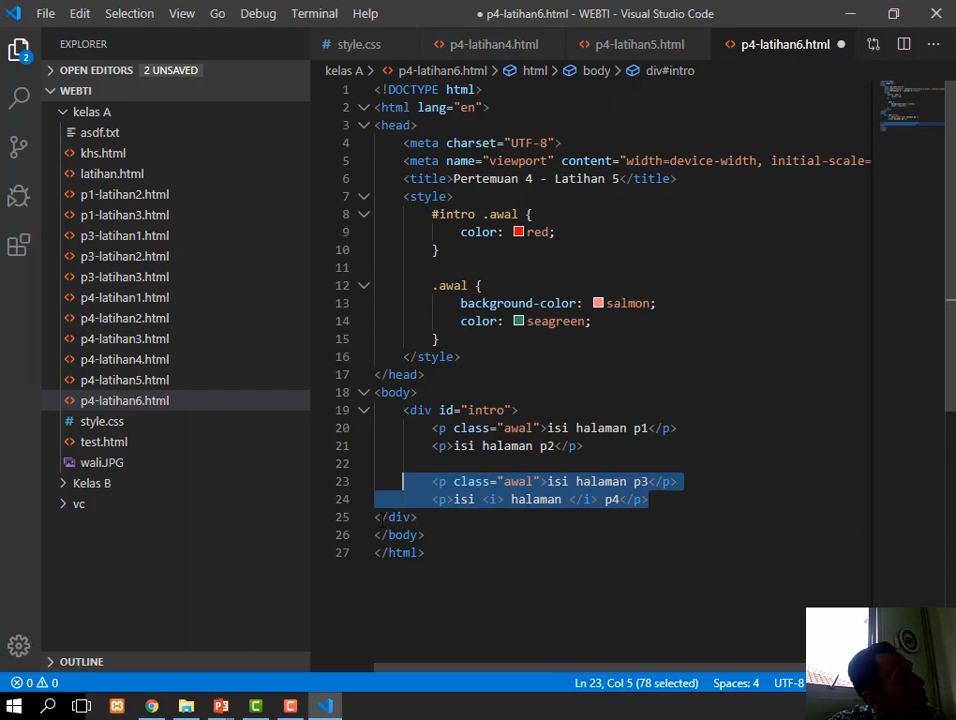 File Edit Selection View Go Debug Terminal Help
● p4-latihan6.html - WEBTI - Visual Studio Code
EXPLORER
style.css p4-latihan4.html p4-latihan5.html p4-latihan6.html ●
2
OPEN EDITORS 2 UNSAVED
kelas A > p4-latihan6.html > html > body > div#intro
WEBTI
kelas A
asdf.txt
khs.html
latihan.html
p1-latihan2.html
p1-latihan3.html
p3-latihan1.html
p3-latihan2.html
p3-latihan3.html
p4-latihan1.html
p4-latihan2.html
p4-latihan3.html
p4-latihan4.html
p4-latihan5.html
p4-latihan6.html
style.css
test.html
waliJPG
Kelas B
vc
OUTLINE
1 <!DOCTYPE html>
2 <html lang="en">
3 <head>
4 <meta charset="UTF-8">
5 <meta name="viewport" content="width=device-width, initial-scale=
6 <title>Pertemuan 4 - Latihan 5</title>
7 <style>
8 #intro .awal {
9 color: red;
10 }
11
12 .awal {
13 background-color: salmon;
14 color: seagreen;
15 }
16 </style>
17 </head>
18 <body>
19 <div id="intro">
20 <p class="awal">isi halaman p1</p>
21 <p>isi halaman p2</p>
22
23 <p class="awal">isi halaman p3</p>
24 <p>isi <i> halaman </i> p4</p>
25 </div>
26 </body>
27 </html>
0 0 Ln 23, Col 5 (78 selected) Spaces: 4 UTF-8